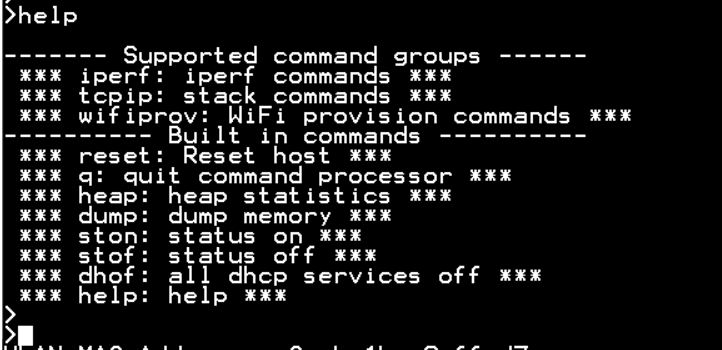 >help
------- Supported command groups ------
*** iperf: iperf commands ***
*** tcpip: stack commands ***
*** wifiprov: WiFi provision commands ***
---------- Built in commands ----------
*** reset: Reset host ***
*** q: quit command processor ***
*** heap: heap statistics ***
*** dump: dump memory ***
*** ston: status on ***
*** stof: status off ***
*** dhof: all dhcp services off ***
*** help: help ***
>
>